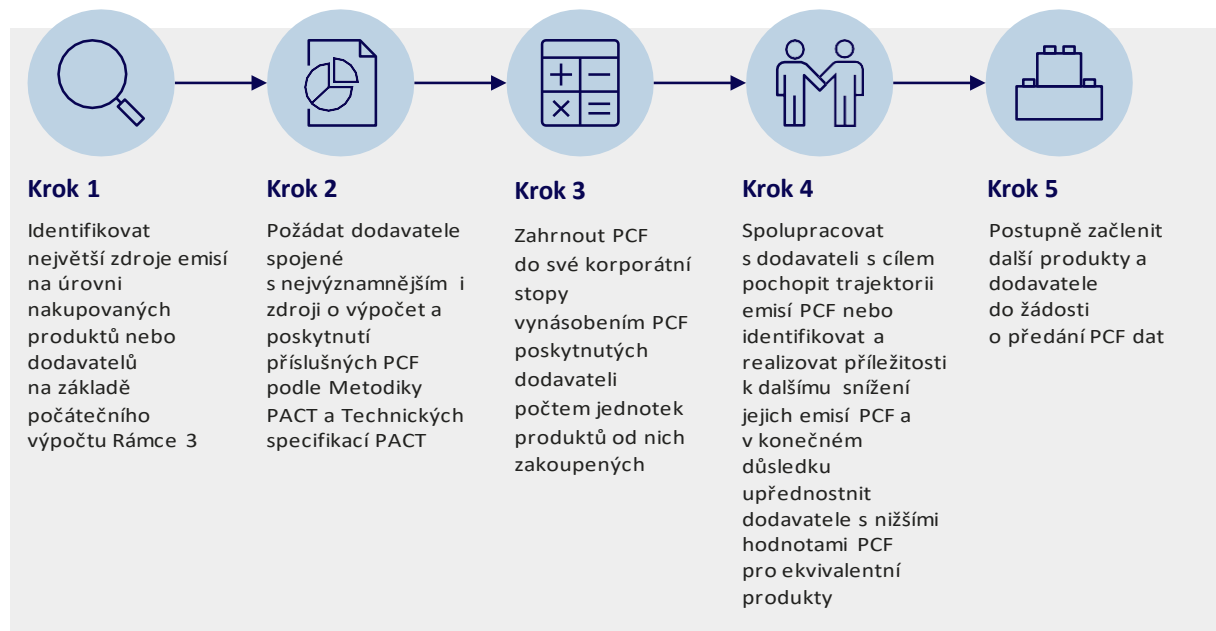 Krok 1
Identifikovat
největší zdroje emisí
na úrovni
nakupovaných
produktů nebo
dodavatelů
na základě
počátečního
výpočtu Rámce 3
Krok 2
Požádat dodavatele
spojené
s nejvýznamnějším i
zdroji o výpočet a
poskytnutí
příslušných PCF
podle Metodiky
PACT a Technických
specifikací PACT
Krok 3
Zahrnout PCF
do své korporátní
stopy
vynásobením PCF
poskytnutých
dodavateli
počtem jednotek
produktů od nich
zakoupených
Krok 4
Spolupracovat
s dodavateli s cílem
pochopit trajektorii
emisí PCF nebo
identifikovat a
realizovat příležitosti
k dalšímu snížení
jejich emisí PCF a
v konečném
důsledku
upřednostnit
dodavatele s nižšími
hodnotami PCF
pro ekvivalentní
produkty
Krok 5
Postupně začlenit
další produkty a
dodavatele
do žádosti
o předání PCF dat